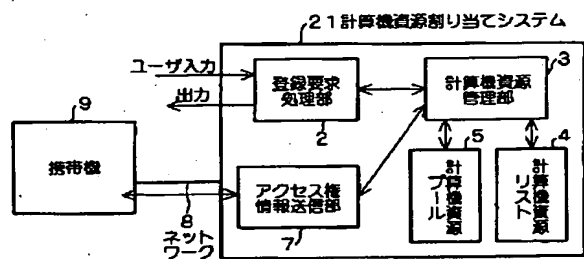 21計算機資源割り当てシステム
ユーザ入力
出力
登録要求
処理部
2
計算機資源
管理部
3
9
携帯機
8
ネット
ワーク
アクセス権
情報送信部
7
5
計算機資源
プール
4
計算機資源
リスト